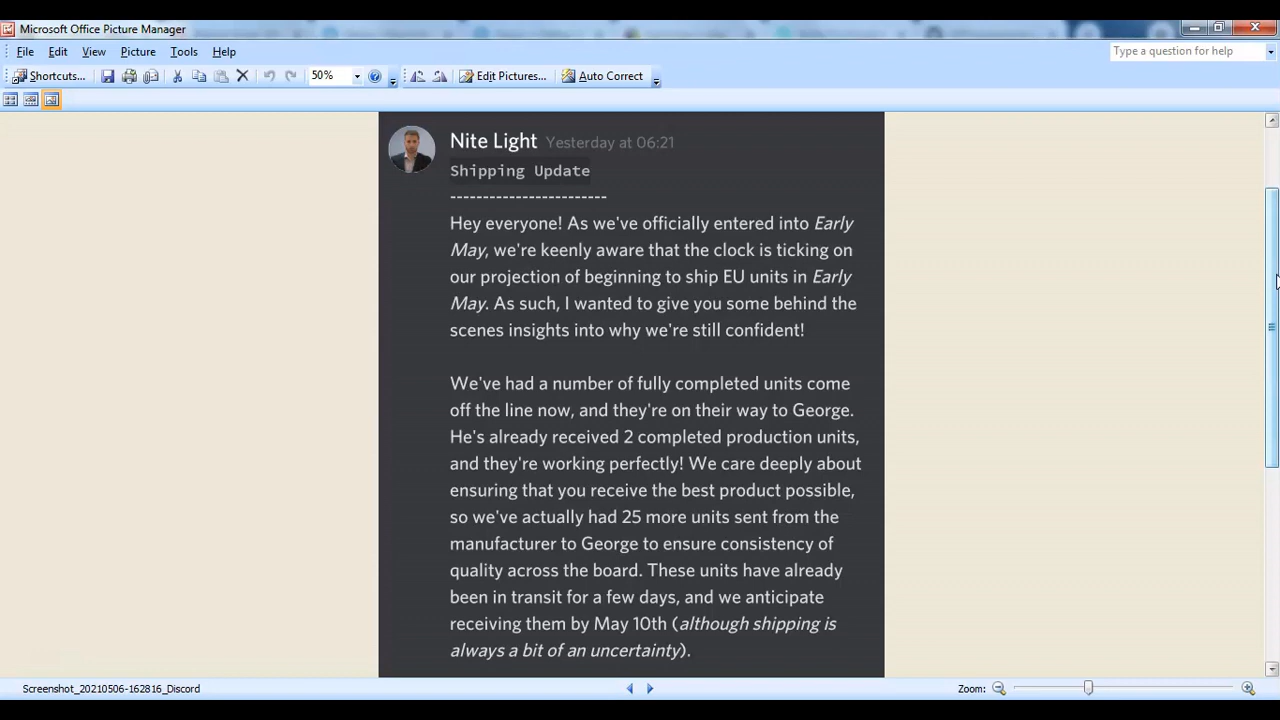 Microsoft Office Picture Manager
File Edit View Picture Tools Help
Type a question for help
Shortcuts... 50% Edit Pictures... Auto Correct
Nite Light Yesterday at 06:21
Shipping Update
------------------------
Hey everyone! As we've officially entered into Early
May, we're keenly aware that the clock is ticking on
our projection of beginning to ship EU units in Early
May. As such, I wanted to give you some behind the
scenes insights into why we're still confident!
We've had a number of fully completed units come
off the line now, and they're on their way to George.
He's already received 2 completed production units,
and they're working perfectly! We care deeply about
ensuring that you receive the best product possible,
so we've actually had 25 more units sent from the
manufacturer to George to ensure consistency of
quality across the board. These units have already
been in transit for a few days, and we anticipate
receiving them by May 10th (although shipping is
always a bit of an uncertainty).
Screenshot_20210506-162816_Discord
Zoom: